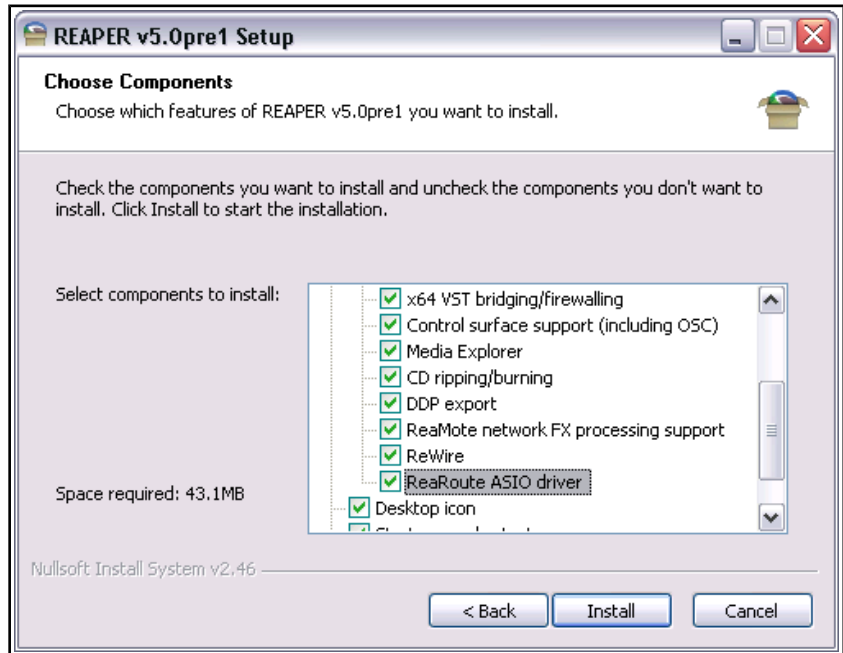 REAPER v5.0pre1 Setup
Choose Components
Choose which features of REAPER v5.0pre1 you want to install.
Check the components you want to install and uncheck the components you don't want to
install. Click Install to start the installation.
Select components to install:
x64 VST bridging/firewalling
Control surface support (including OSC)
Media Explorer
CD ripping/burning
DDP export
ReaMote network FX processing support
ReWire
ReaRoute ASIO driver
Desktop icon
Space required: 43.1MB
Nullsoft Install System v2.46
< Back
Install
Cancel